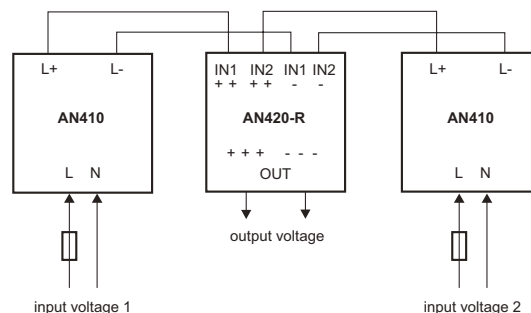 L+ L- IN1 IN2 IN1 IN2 L+ L-
+ + + + - -
AN410 AN420-R AN410
+ + + - - -
L N OUT L N
output voltage
input voltage 1 input voltage 2